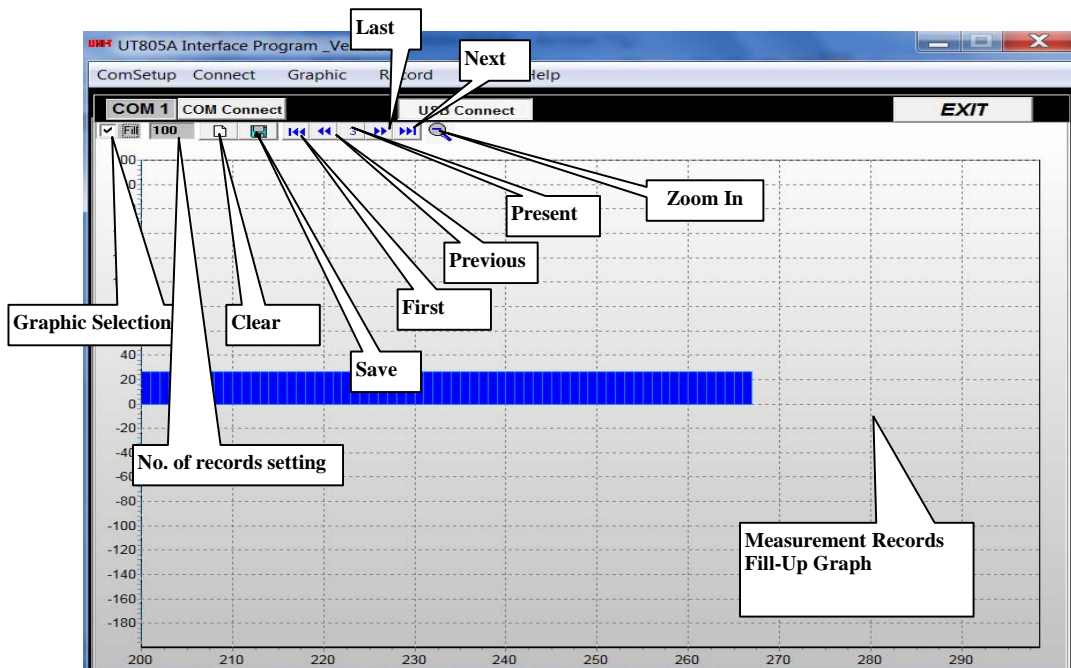 Last
UNI-T UT805A Interface Program _Ve
Next
ComSetup Connect Graphic Help
COM 1 COM Connect USB Connect EXIT
Fill 100 3
Zoom In
Present
Previous
First
Graphic Selection
Clear
Save
No. of records setting
Measurement Records
Fill-Up Graph
40
20
0
-20
-40
-60
-80
-100
-120
-140
-160
-180
200 210 220 230 240 250 260 270 280 290